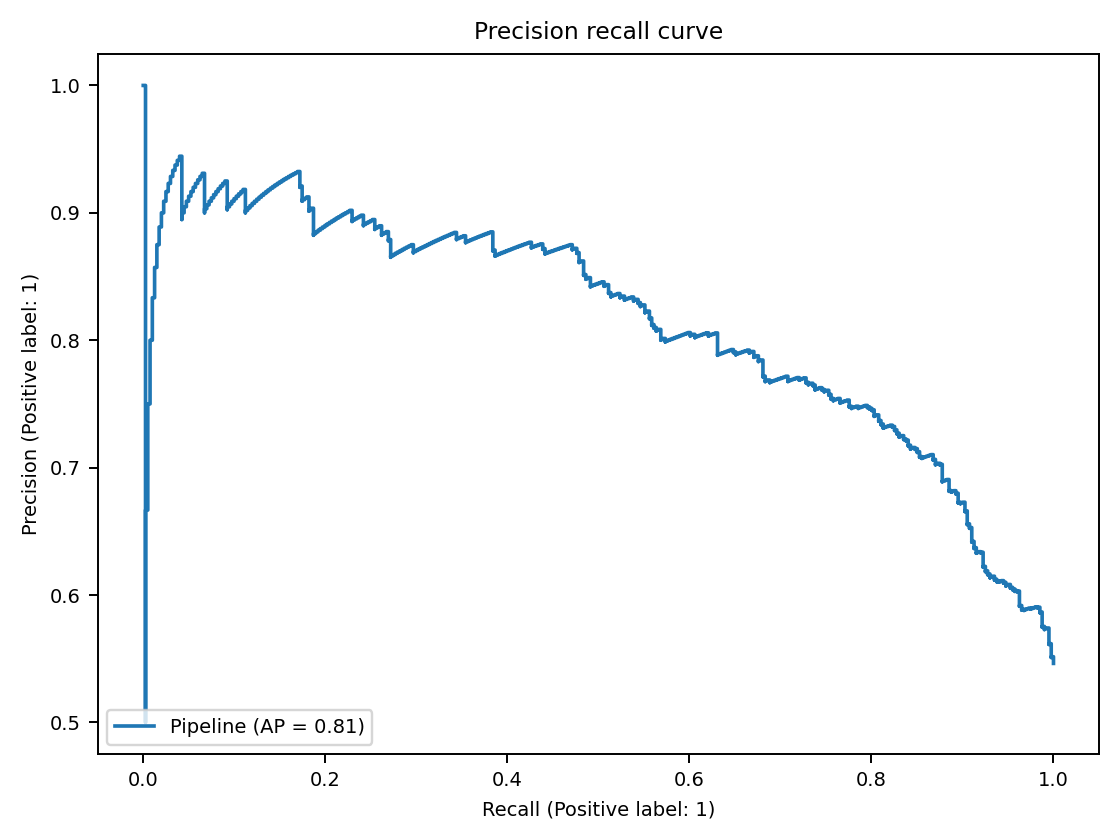 Precision recall curve
1.0
0.9
0.8
0.7
0.6
0.5
Precision (Positive label: 1)
Pipeline (AP = 0.81)
0.0 0.2 0.4 0.6 0.8 1.0
Recall (Positive label: 1)